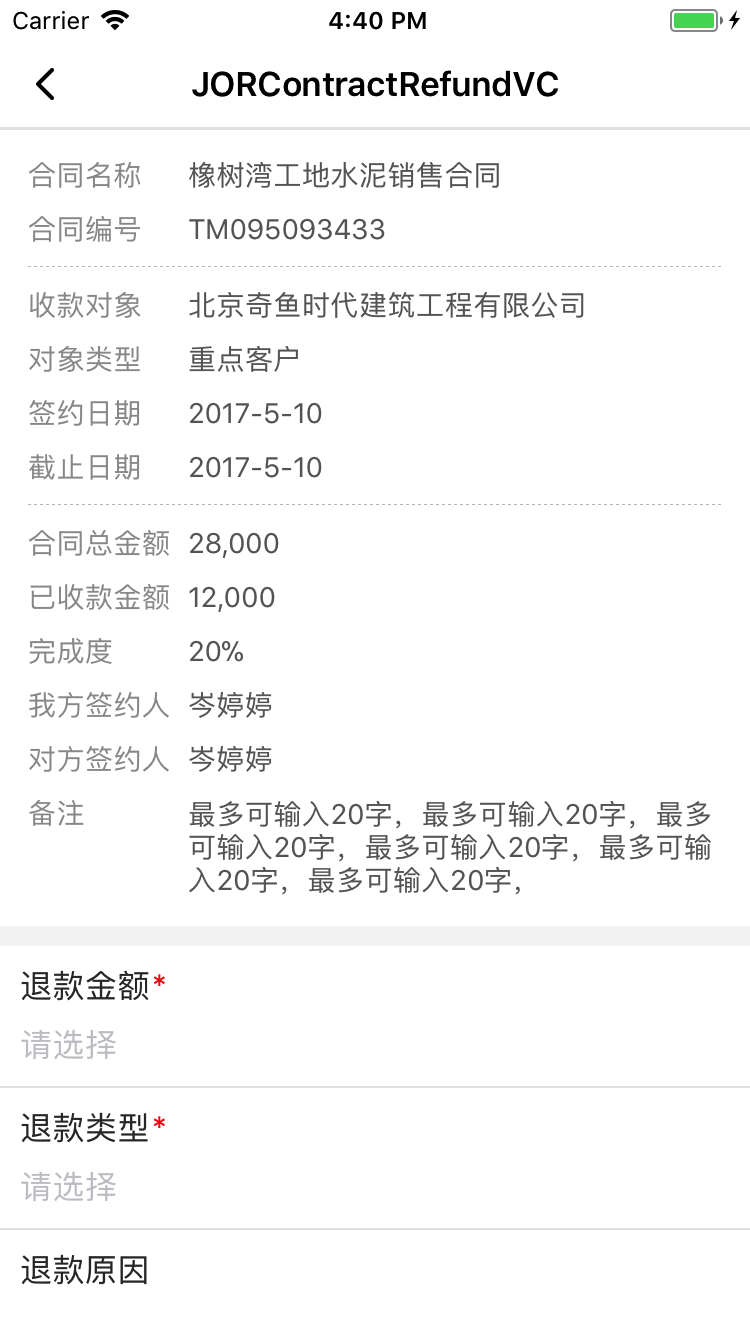 Carrier 4:40 PM
JORContractRefundVC
合同名称 橡树湾工地水泥销售合同
合同编号 TM095093433
收款对象 北京奇鱼时代建筑工程有限公司
对象类型 重点客户
签约日期 2017-5-10
截止日期 2017-5-10
合同总金额 28,000
已收款金额 12,000
完成度 20%
我方签约人 岑婷婷
对方签约人 岑婷婷
备注 最多可输入20字，最多可输入20字，最多
可输入20字，最多可输入20字，最多可输
入20字，最多可输入20字，
退款金额*
请选择
退款类型*
请选择
退款原因